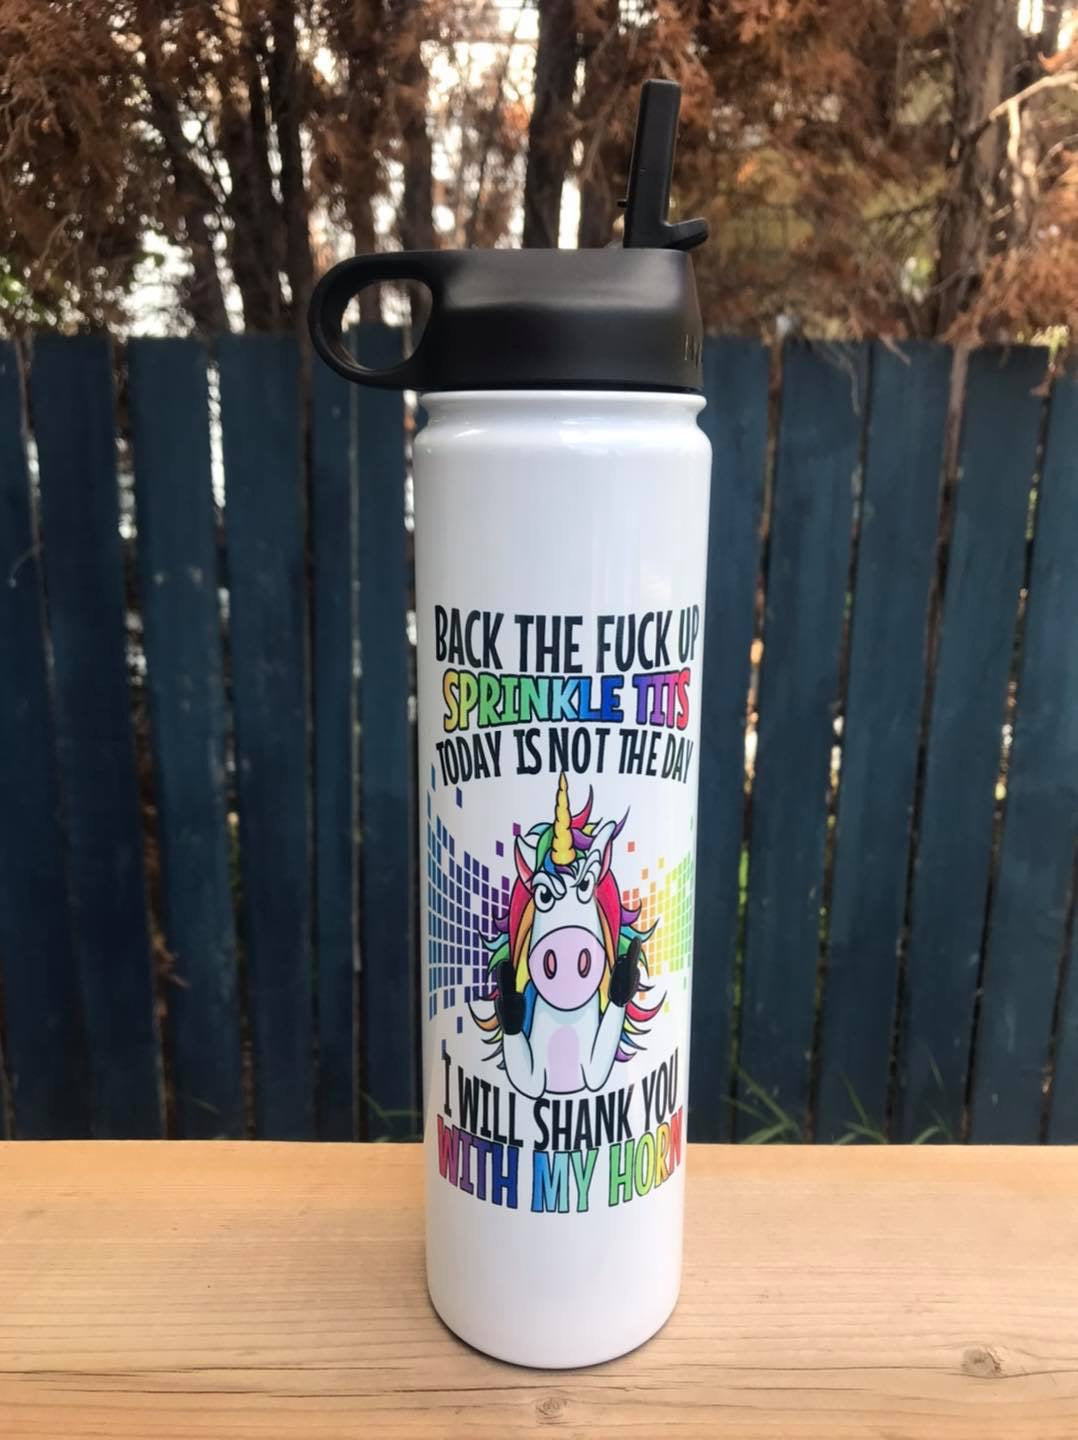 BACK THE FUCK UP
SPRINKLE TITS
TODAY IS NOT THE DAY
I WILL SHANK YOU
WITH MY HORN